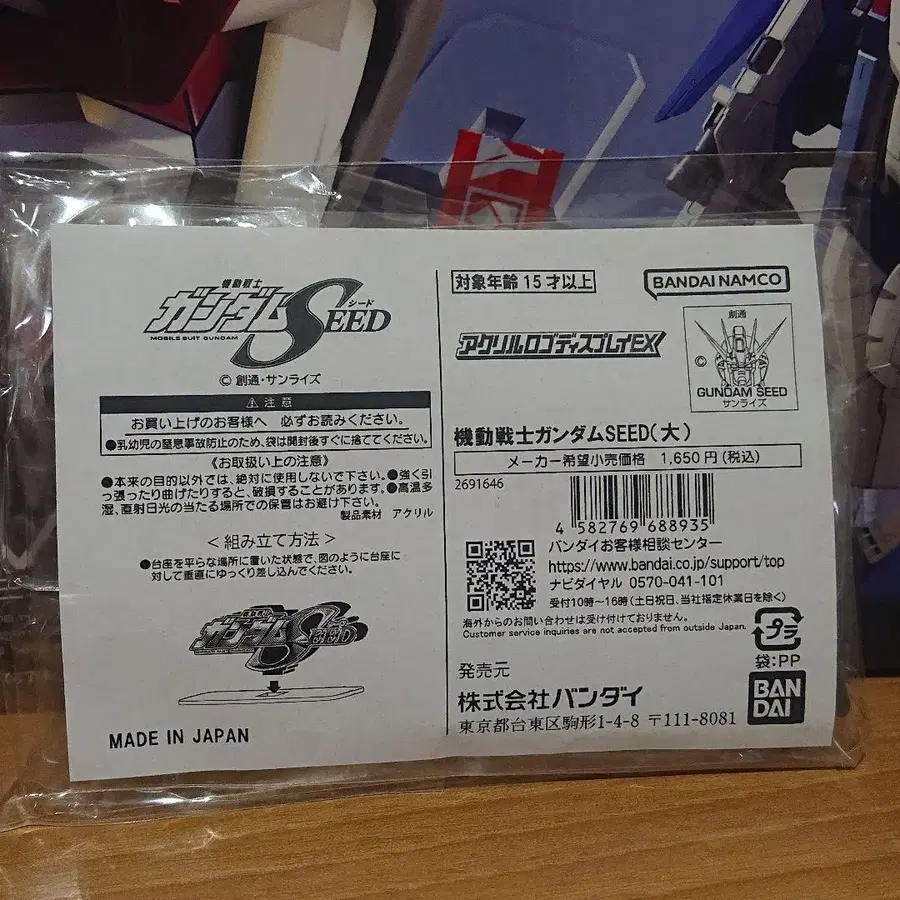 機動戦士
ガンダムSEED
シード
MOBILE SUIT GUNDAM
© 創通・サンライズ
⚠ 注意
お買い上げのお客様へ 必ずお読みください。
●乳幼児の窒息事故防止のため、袋は開封後すぐに捨ててください。
《お取扱い上の注意》
●本来の目的以外では、絶対に使用しないで下さい。●強く引
っ張ったり曲げたりすると、破損することがあります。●高温多
湿、直射日光の当たる場所での保管はお避け下さい。
製品素材 アクリル
<組み立て方法>
●台座を平らな場所に置いた状態で、図のように台座に
対して垂直にゆっくり差し込んでください。
機動戦士
ガンダムSEED
MADE IN JAPAN
対象年齢 15才以上
BANDAI NAMCO
アクリルロゴディスプレイEX
創通
©
GUNDAM SEED
サンライズ
機動戦士ガンダムSEED(大)
メーカー希望小売価格 1,650円(税込)
2691646
4 582769 688935
バンダイお客様相談センター
https://www.bandai.co.jp/support/top
ナビダイヤル 0570-041-101
受付10時~16時(土日祝日、当社指定休業日を除く)
海外からのお問い合わせは受け付けておりません。
Customer service inquiries are not accepted from outside Japan.
プラ
袋:PP
発売元
株式会社バンダイ
東京都台東区駒形1-4-8 〒111-8081
BAN
DAI